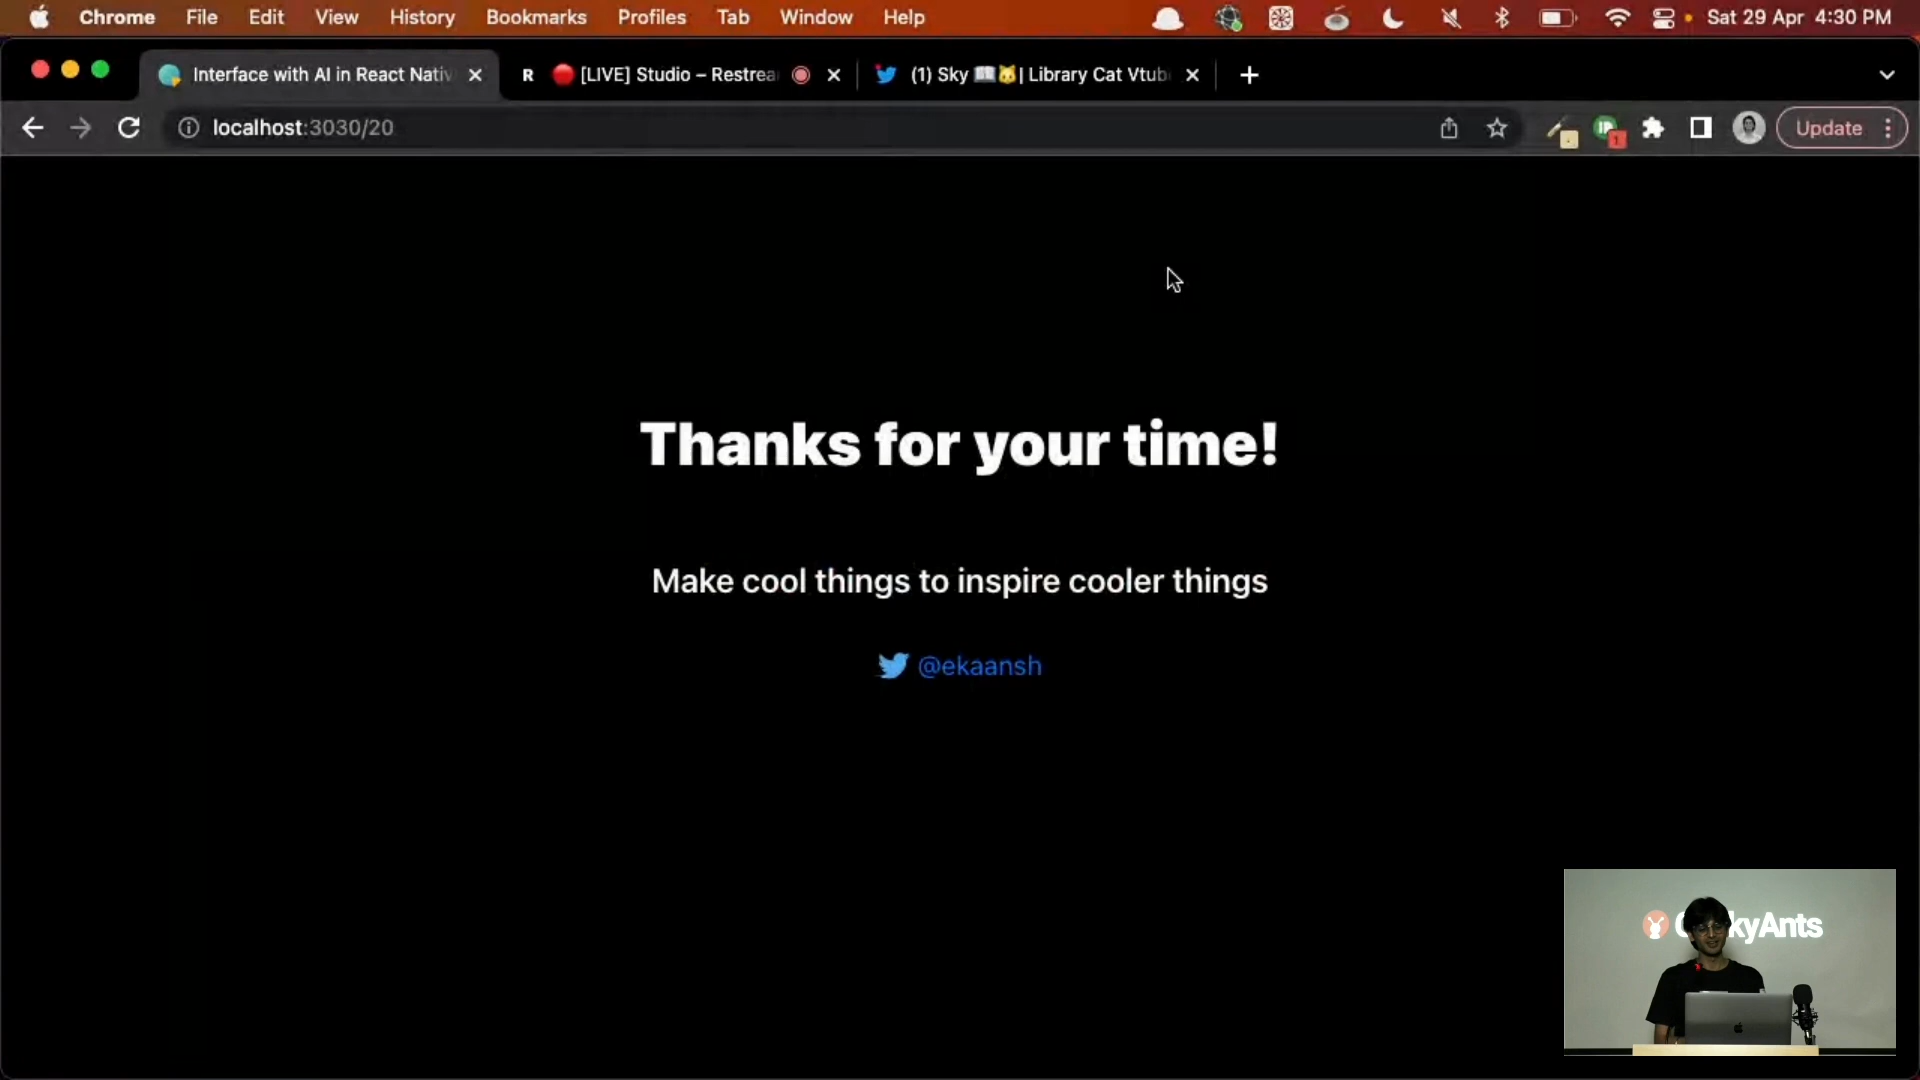 Chrome File Edit View History Bookmarks Profiles Tab Window Help Sat 29 Apr 4:30 PM
Interface with AI in React Nativ
R [LIVE] Studio – Restrea
(1) Sky 📖🐱| Library Cat Vtub
localhost:3030/20
1
Update
Thanks for your time!
Make cool things to inspire cooler things
@ekaansh
kyAnts